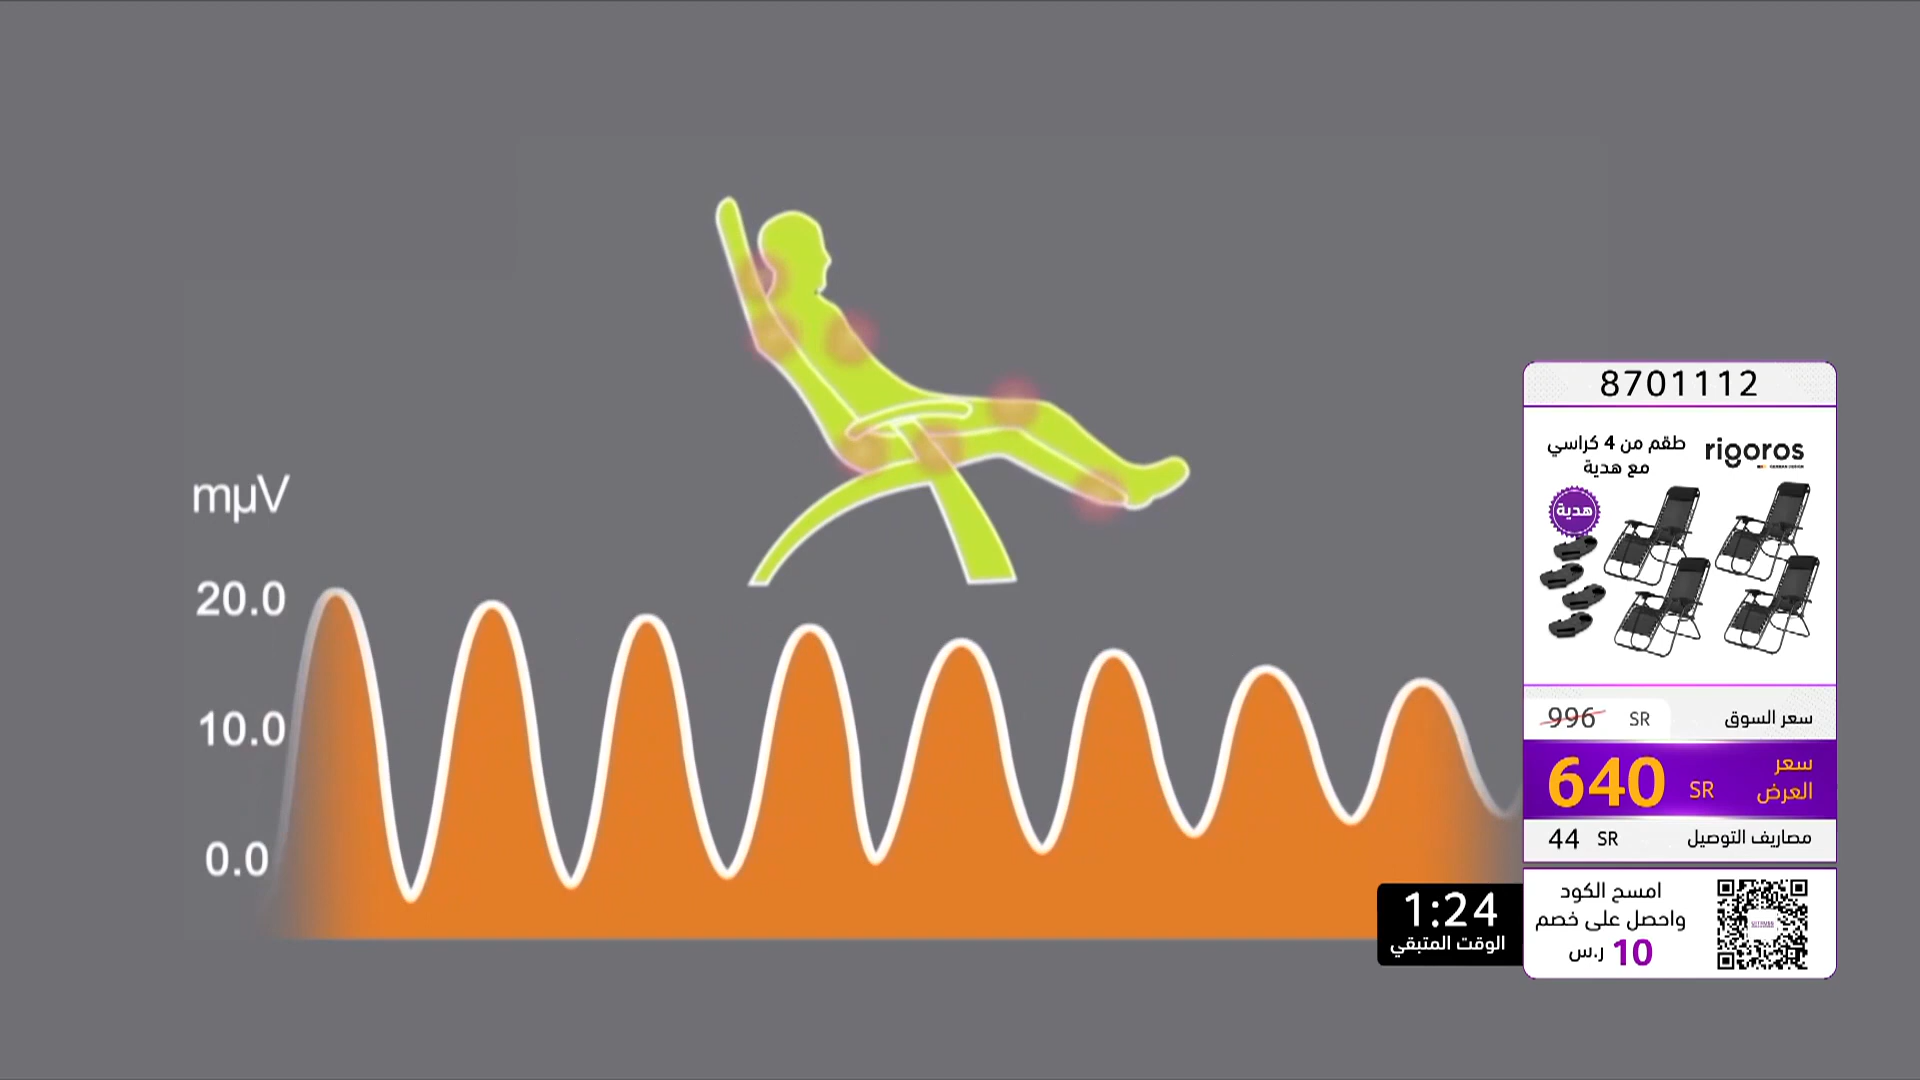 mµV
20.0
10.0
0.0
8701112
rigoros
طقم من 4 كراسي
مع هدية
هدية
سعر السوق SR 996
سعر
العرض
SR 640
مصاريف التوصيل SR 44
امسح الكود
واحصل على خصم
10 ر.س
1:24
الوقت المتبقي